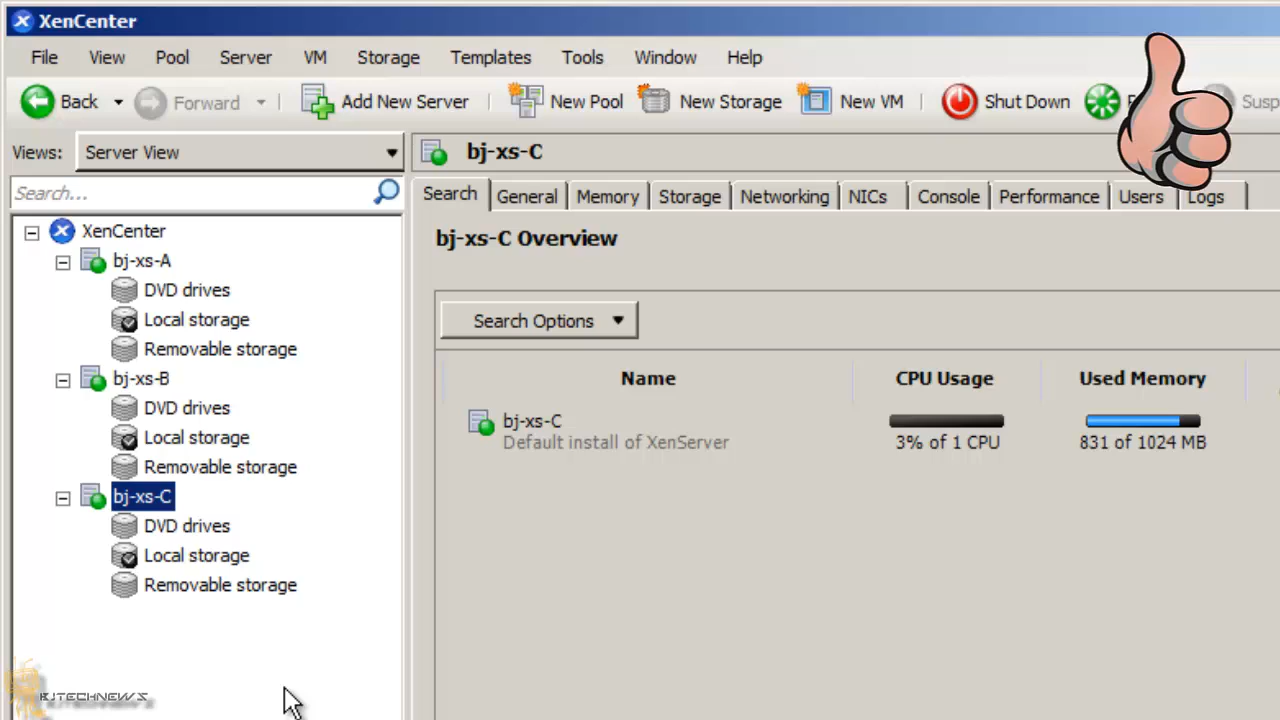 XenCenter
File View Pool Server VM Storage Templates Tools Window Help
Back Forward Add New Server New Pool New Storage New VM Shut Down
Views: Server View bj-xs-C
Search... Search General Memory Storage Networking NICs Console Performance Users Logs
XenCenter
bj-xs-C Overview
bj-xs-A
DVD drives
Local storage
Search Options
Removable storage
bj-xs-B
Name CPU Usage Used Memory
DVD drives
bj-xs-C
Local storage
Default install of XenServer 3% of 1 CPU 831 of 1024 MB
Removable storage
bj-xs-C
DVD drives
Local storage
Removable storage
BJTECHNEWS